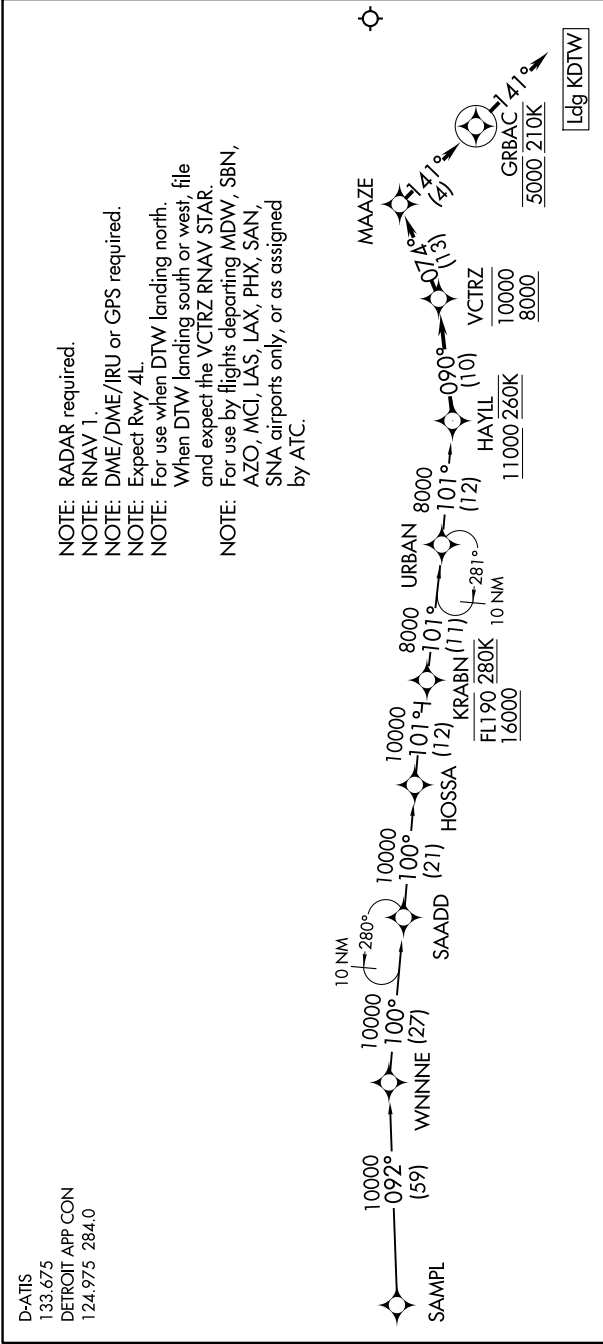 D-ATIS
133.675
DETROIT APP CON
124.975 284.0
NOTE: RADAR required.
NOTE: RNAV 1.
NOTE: DME/DME/IRU or GPS required.
NOTE: Expect Rwy 4L.
NOTE: For use when DTW landing north.
When DTW landing south or west, file
and expect the VCTRZ RNAV STAR.
NOTE: For use by flights departing MDW, SBN,
AZO, MCI, LAS, LAX, PHX, SAN,
SNA airports only, or as assigned
by ATC.
SAMPL
10000
092°
(59)
WNNNE
10000
100°
(27)
10 NM
280°
SAADD
10000
100°
(21)
HOSSA
10000
101°
(12)
KRABN
FL190 280K
16000
8000
101°
(11)
URBAN
281°
10 NM
8000
101°
(12)
HAYLL
11000 260K
090°
(10)
VCTRZ
10000
8000
074°
(13)
MAAZE
141°
(4)
GRBAC
5000 210K
141°
Ldg KDTW